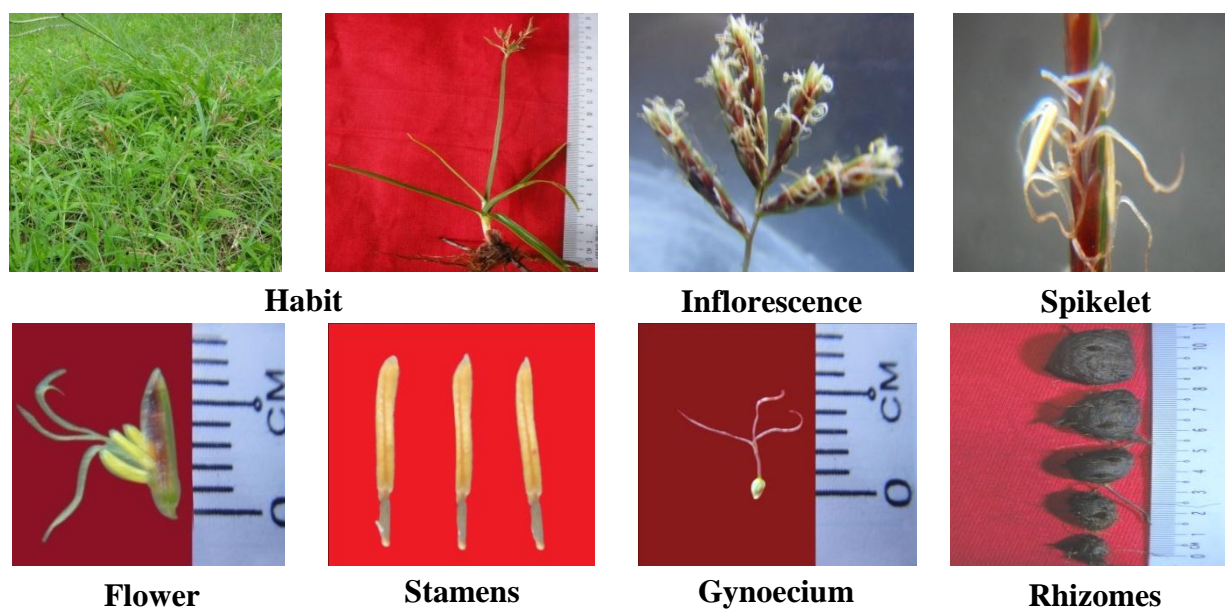 Habit
Inflorescence
Spikelet
CM
0
CM
0
Flower
Stamens
Gynoecium
Rhizomes